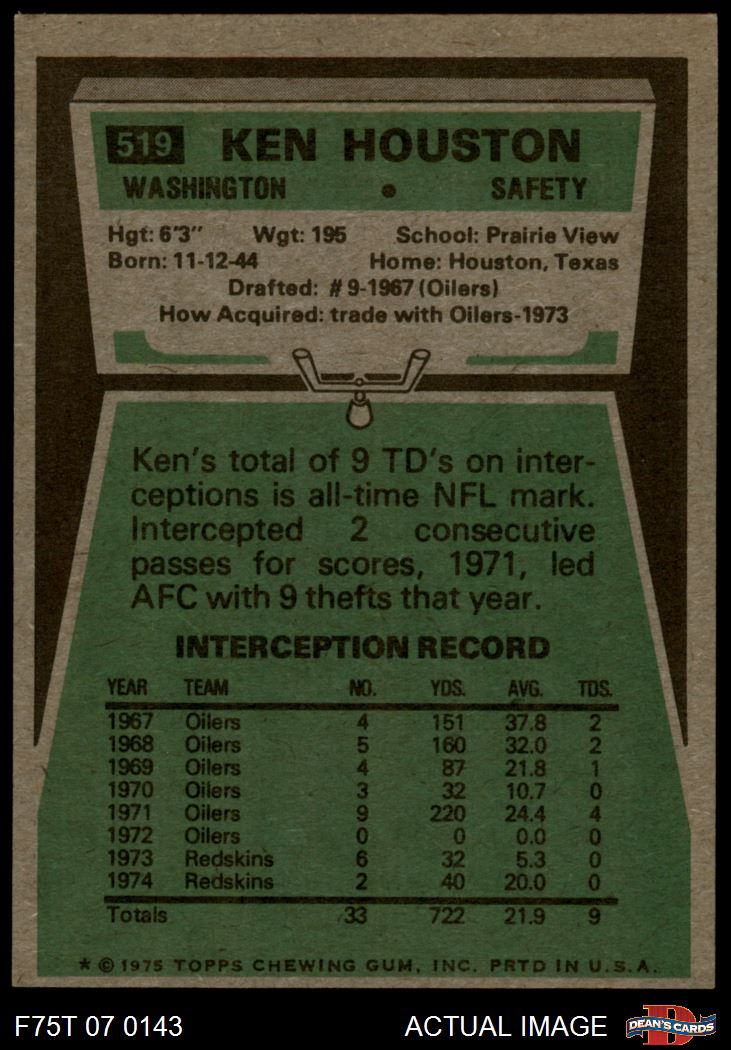 519 KEN HOUSTON
WASHINGTON • SAFETY
Hgt: 6'3" Wgt: 195 School: Prairie View
Born: 11-12-44 Home: Houston, Texas
Drafted: #9-1967 (Oilers)
How Acquired: trade with Oilers-1973
Ken's total of 9 TD's on inter-
ceptions is all-time NFL mark.
Intercepted 2 consecutive
passes for scores, 1971, led
AFC with 9 thefts that year.
INTERCEPTION RECORD
YEAR TEAM NO. YDS. AVG. TDS.
1967 Oilers 4 151 37.8 2
1968 Oilers 5 160 32.0 2
1969 Oilers 4 87 21.8 1
1970 Oilers 3 32 10.7 0
1971 Oilers 9 220 24.4 4
1972 Oilers 0 0 0.0 0
1973 Redskins 6 32 5.3 0
1974 Redskins 2 40 20.0 0
Totals 33 722 21.9 9
* © 1975 TOPPS CHEWING GUM, INC. PRTD IN U.S.A.
F75T 07 0143 ACTUAL IMAGE D DEAN'S CARDS